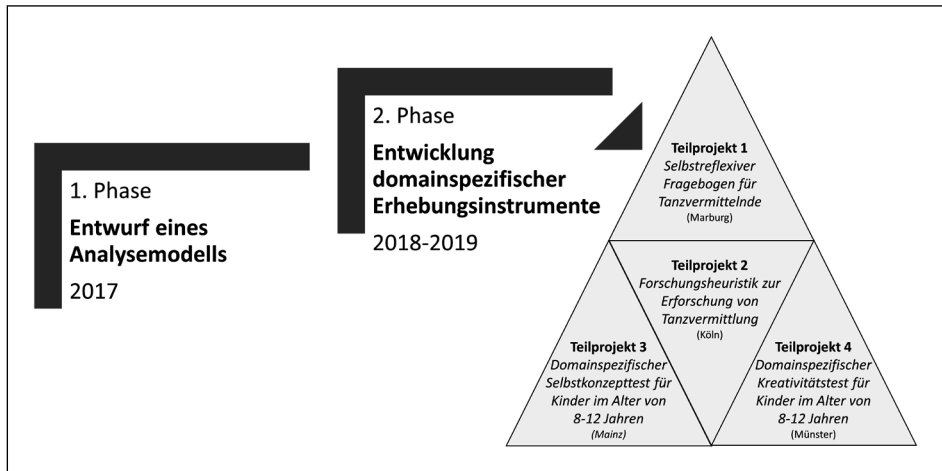 1. Phase
Entwurf eines
Analysemodells
2017
2. Phase
Entwicklung
domainspezifischer
Erhebungsinstrumente
2018-2019
Teilprojekt 1
Selbstreflexiver
Fragebogen für
Tanzvermittelnde
(Marburg)
Teilprojekt 2
Forschungsheuristik zur
Erforschung von
Tanzvermittlung
(Köln)
Teilprojekt 3
Domainspezifischer
Selbstkonzepttest für
Kinder im Alter von
8-12 Jahren
(Mainz)
Teilprojekt 4
Domainspezifischer
Kreativitätstest für
Kinder im Alter von
8-12 Jahren
(Münster)